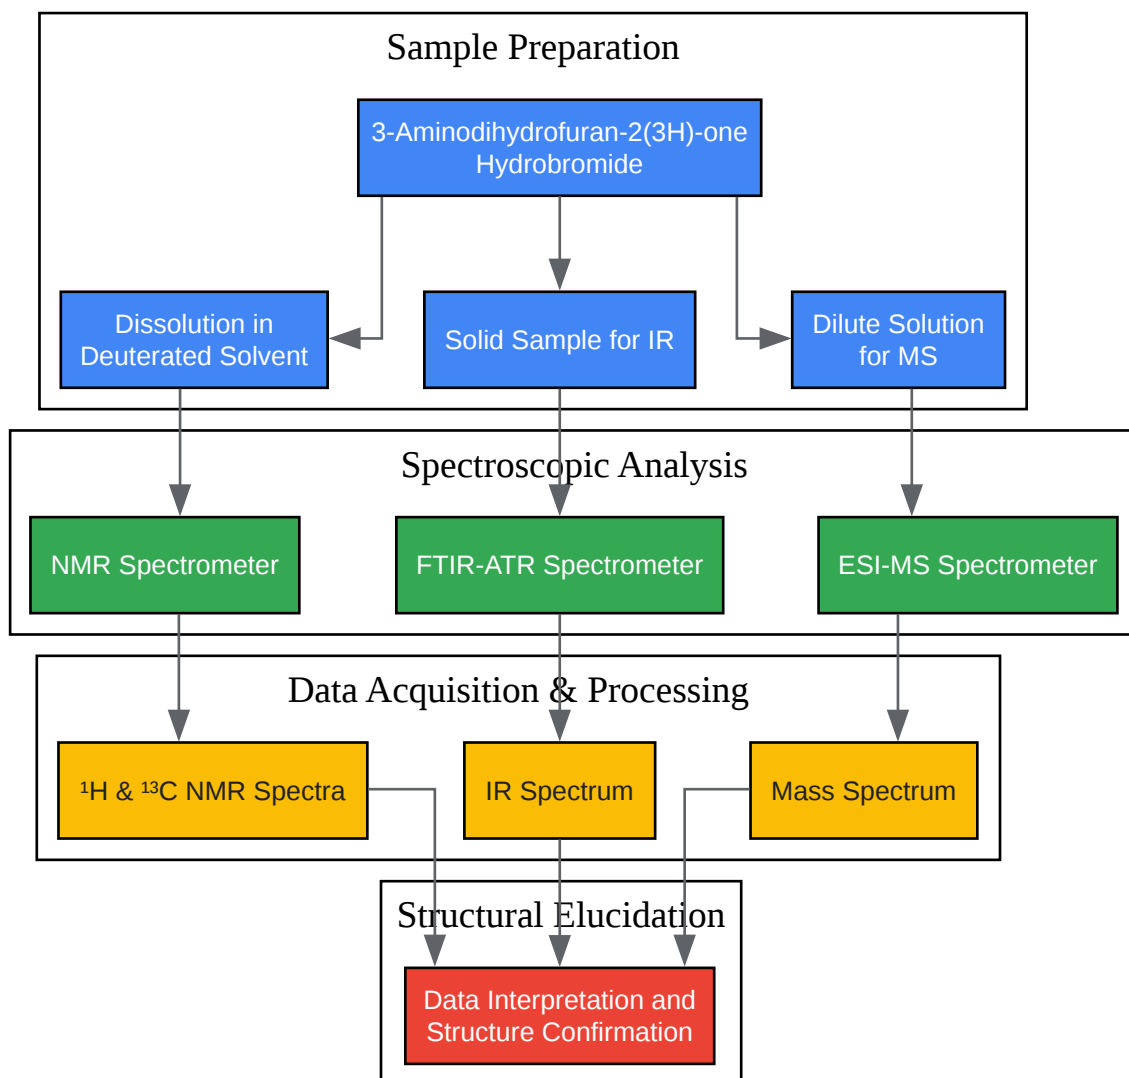 Sample Preparation
3-Aminodihydrofuran-2(3H)-one
Hydrobromide
Dissolution in
Deuterated Solvent
Solid Sample for IR
Dilute Solution
for MS
Spectroscopic Analysis
NMR Spectrometer
FTIR-ATR Spectrometer
ESI-MS Spectrometer
Data Acquisition & Processing
¹H & ¹³C NMR Spectra
IR Spectrum
Mass Spectrum
Structural Elucidation
Data Interpretation and
Structure Confirmation